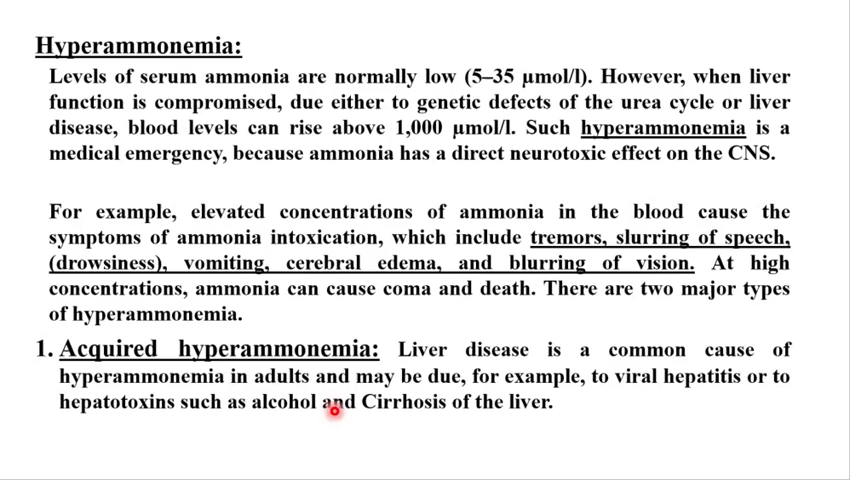 Hyperammonemia:
Levels of serum ammonia are normally low (5–35 µmol/l). However, when liver
function is compromised, due either to genetic defects of the urea cycle or liver
disease, blood levels can rise above 1,000 µmol/l. Such hyperammonemia is a
medical emergency, because ammonia has a direct neurotoxic effect on the CNS.
For example, elevated concentrations of ammonia in the blood cause the
symptoms of ammonia intoxication, which include tremors, slurring of speech,
(drowsiness), vomiting, cerebral edema, and blurring of vision. At high
concentrations, ammonia can cause coma and death. There are two major types
of hyperammonemia.
1. Acquired hyperammonemia: Liver disease is a common cause of
hyperammonemia in adults and may be due, for example, to viral hepatitis or to
hepatotoxins such as alcohol and Cirrhosis of the liver.